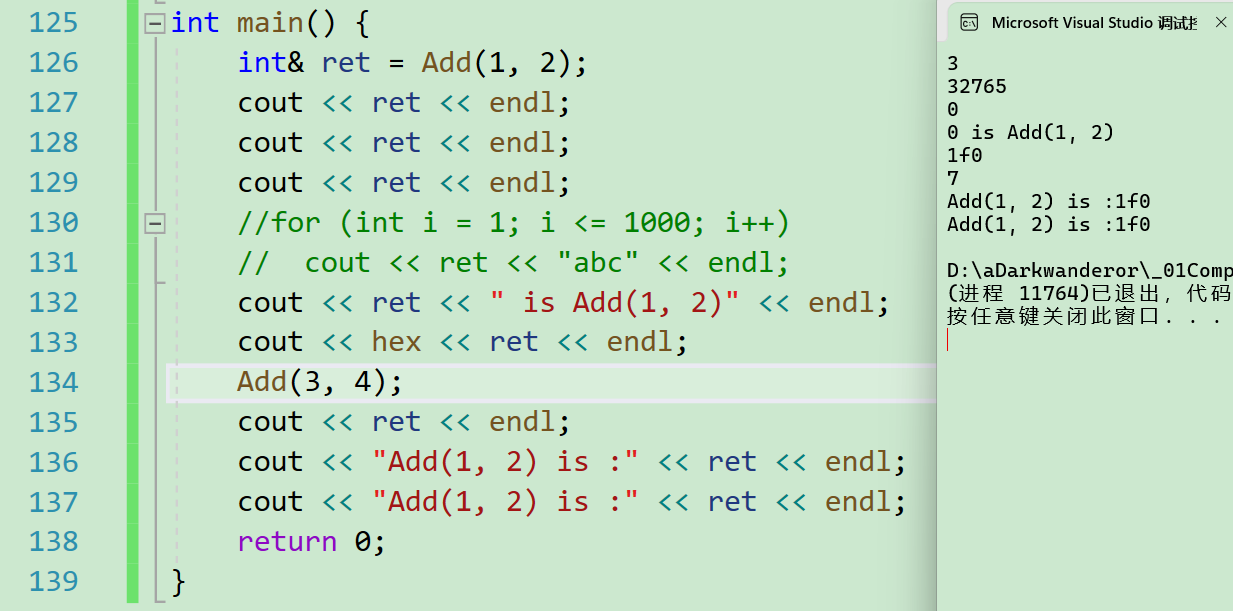 125 int main() {
126 int& ret = Add(1, 2);
127 cout << ret << endl;
128 cout << ret << endl;
129 cout << ret << endl;
130 //for (int i = 1; i <= 1000; i++)
131 //  cout << ret << "abc" << endl;
132 cout << ret << " is Add(1, 2)" << endl;
133 cout << hex << ret << endl;
134 Add(3, 4);
135 cout << ret << endl;
136 cout << "Add(1, 2) is :" << ret << endl;
137 cout << "Add(1, 2) is :" << ret << endl;
138 return 0;
139 }
Microsoft Visual Studio 调试
3
32765
0
0 is Add(1, 2)
1f0
7
Add(1, 2) is :1f0
Add(1, 2) is :1f0
D:\aDarkwanderor\_01Comp
(进程 11764)已退出，代码
按任意键关闭此窗口. . .